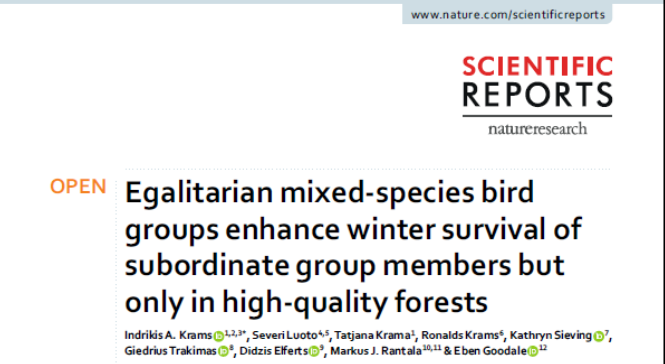 www.nature.com/scientificreports
SCIENTIFIC
REPORTS
natureresearch
OPEN
Egalitarian mixed-species bird
groups enhance winter survival of
subordinate group members but
only in high-quality forests
Indrikis A. Krams 1,2,3*, Severi Luoto 4,5, Tatjana Krama 1, Ronalds Krams 6, Kathryn Sieving 7,
Giedrius Trakimas 8, Didzis Elferts 9, Markus J. Rantala 10,11 & Eben Goodale 12